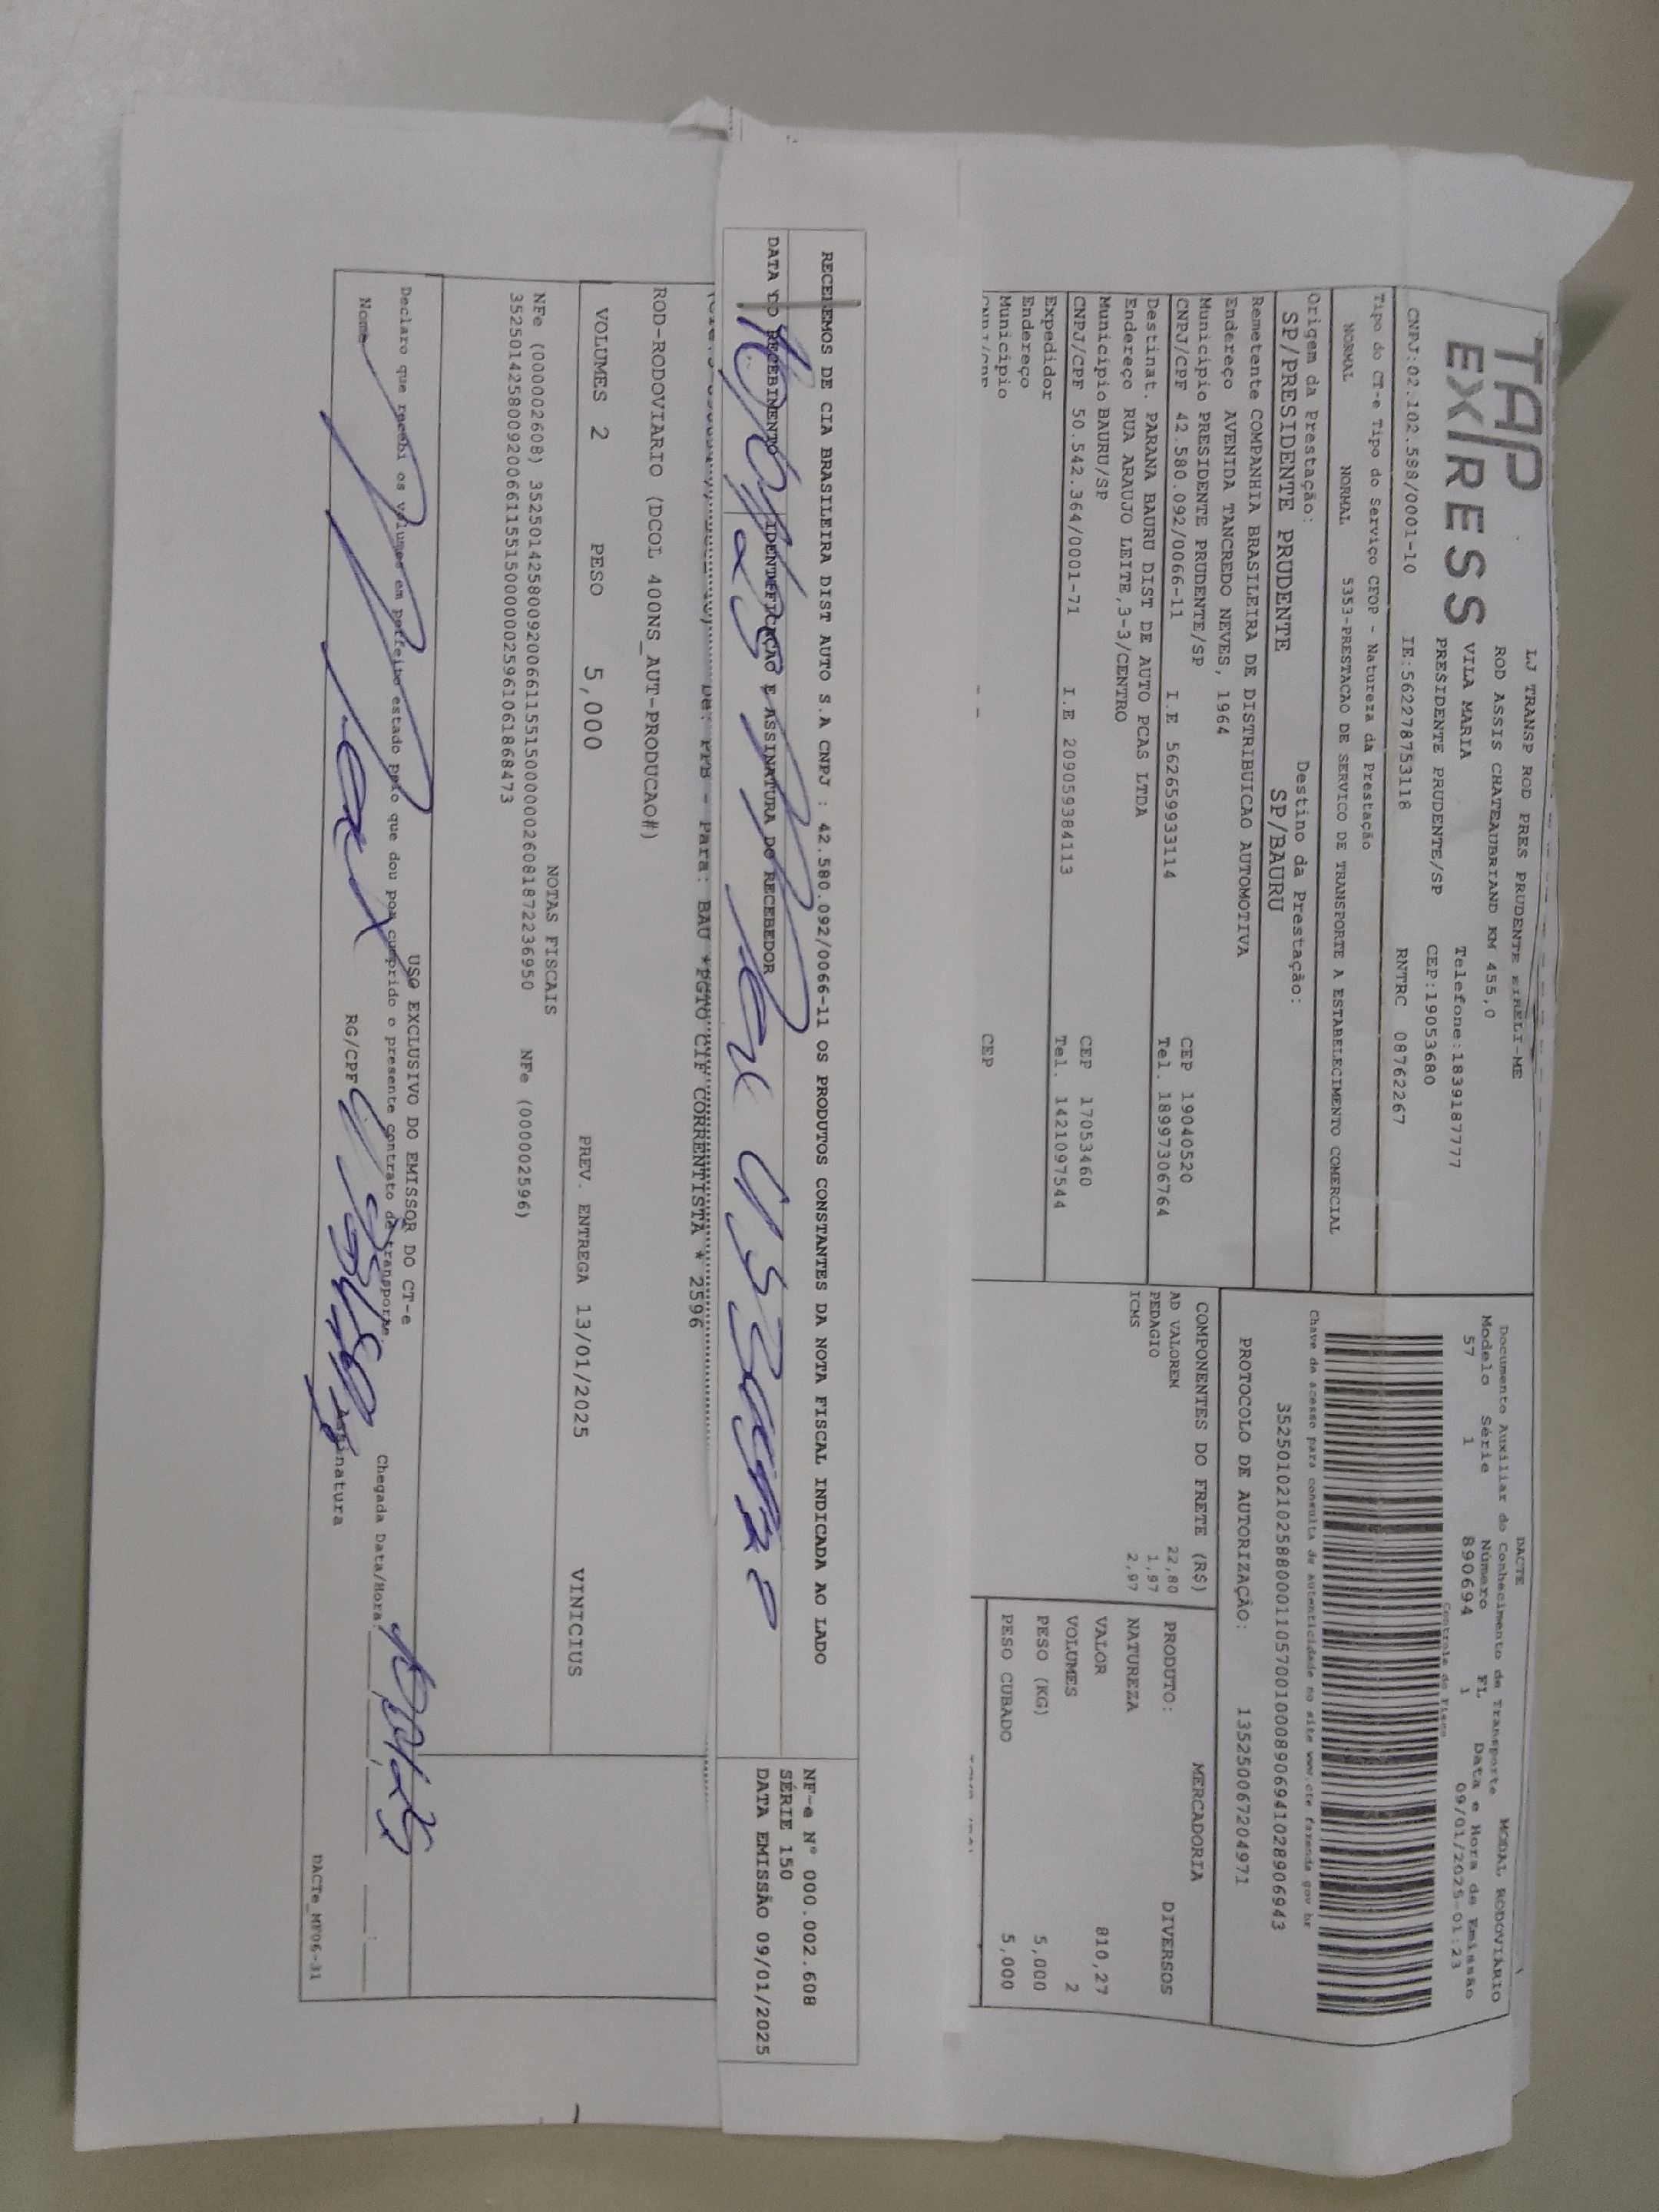 TAP
EXPRESS
LJ TRANSP ROD PRES PRUDENTE EIRELI-ME
ROD ASSIS CHATEAUBRIAND KM 455,0
VILA MARIA Telefone:1839187777
PRESIDENTE PRUDENTE/SP CEP:19053680
CNPJ:02.102.588/0001-10 IE:562278753118 RNTRC 08762267
DACTE
Documento Auxiliar do Conhecimento de Transporte MODAL RODOVIÁRIO
Modelo Série Número FL Data e Hora de Emissão
57 1 890694 1 09/01/2025-01:23
Controle do Fisco
Tipo do CT-e Tipo do Serviço CFOP - Natureza da Prestação
NORMAL NORMAL 5353-PRESTACAO DE SERVICO DE TRANSPORTE A ESTABELECIMENTO COMERCIAL
Chave de acesso para consulta de autenticidade no site www.cte.fazenda.gov.br
35250102102588000110570010008906941028906943
Origem da Prestação: Destino da Prestação:
SP/PRESIDENTE PRUDENTE SP/BAURU
PROTOCOLO DE AUTORIZAÇÃO: 135250067204971
Remetente COMPANHIA BRASILEIRA DE DISTRIBUICAO AUTOMOTIVA
Endereço AVENIDA TANCREDO NEVES, 1964
Município PRESIDENTE PRUDENTE/SP CEP 19040520
CNPJ/CPF 42.580.092/0066-11 I.E 562659933114 Tel. 18997306764
Destinat. PARANA BAURU DIST DE AUTO PCAS LTDA
Endereço RUA ARAUJO LEITE,3-3/CENTRO
Município BAURU/SP CEP 17053460
CNPJ/CPF 50.542.364/0001-71 I.E 209059384113 Tel. 1421097544
Expedidor
Endereço
Município CEP
CNPJ/CPF
COMPONENTES DO FRETE (R$)
AD VALOREM 22,80
PEDAGIO 1,97
ICMS 2,97
MERCADORIA
PRODUTO: DIVERSOS
NATUREZA
VALOR 810,27
VOLUMES 2
PESO (KG) 5,000
PESO CUBADO 5,000
RECEBEMOS DE CIA BRASILEIRA DIST AUTO S.A CNPJ : 42.580.092/0066-11 OS PRODUTOS CONSTANTES DA NOTA FISCAL INDICADA AO LADO
DATA DO RECEBIMENTO IDENTIFICAÇÃO E ASSINATURA DO RECEBEDOR
NF-e Nº 000.002.608
SÉRIE 150
DATA EMISSÃO 09/01/2025
De: PPB - Para: BAU *PGTO CIF CORRENTISTA * 2596
ROD-RODOVIARIO (DCOL 400NS_AUT-PRODUCAO#)
VOLUMES 2 PESO 5,000 PREV. ENTREGA 13/01/2025 VINICIUS
NOTAS FISCAIS
NFe (00002608) 35250142580092006611551500000026081872236950 NFe (000002596)
35250142580092006611551500000025961061868473
USO EXCLUSIVO DO EMISSOR DO CT-e
Declaro que recebi os volumes em perfeito estado pelo que dou por cumprido o presente contrato de transporte.
Chegada Data/Hora:
Nome RG/CPF Assinatura
DACTe_MF06-31